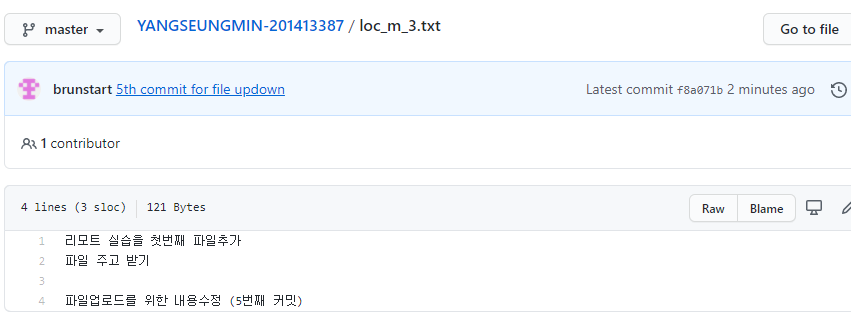 master YANGSEUNGMIN-201413387 / loc_m_3.txt Go to file
brunstart 5th commit for file updown Latest commit f8a071b 2 minutes ago
1 contributor
4 lines (3 sloc) 121 Bytes Raw Blame
1 리모트 실습을 첫번째 파일추가
2 파일 주고 받기
3
4 파일업로드를 위한 내용수정 (5번째 커밋)